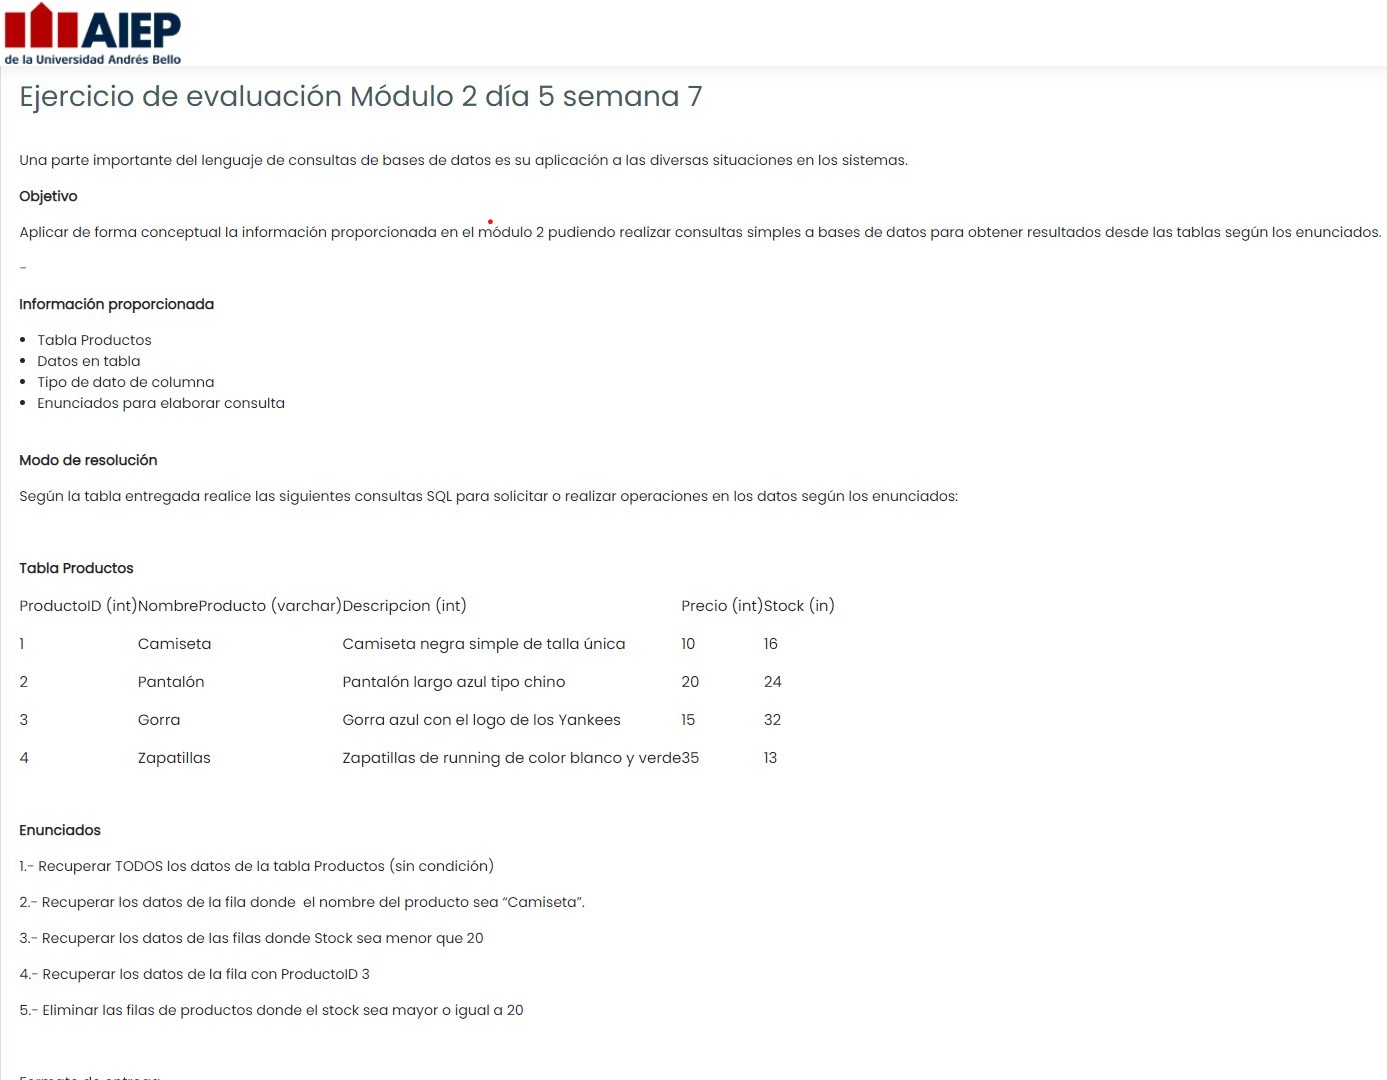 AIEP
de la Universidad Andrés Bello
Ejercicio de evaluación Módulo 2 día 5 semana 7
Una parte importante del lenguaje de consultas de bases de datos es su aplicación a las diversas situaciones en los sistemas.
Objetivo
Aplicar de forma conceptual la información proporcionada en el módulo 2 pudiendo realizar consultas simples a bases de datos para obtener resultados desde las tablas según los enunciados.
-
Información proporcionada
• Tabla Productos
• Datos en tabla
• Tipo de dato de columna
• Enunciados para elaborar consulta
Modo de resolución
Según la tabla entregada realice las siguientes consultas SQL para solicitar o realizar operaciones en los datos según los enunciados:
Tabla Productos
ProductoID (int) NombreProducto (varchar) Descripcion (int) Precio (int) Stock (in)
1 Camiseta Camiseta negra simple de talla única 10 16
2 Pantalón Pantalón largo azul tipo chino 20 24
3 Gorra Gorra azul con el logo de los Yankees 15 32
4 Zapatillas Zapatillas de running de color blanco y verde 35 13
Enunciados
1.- Recuperar TODOS los datos de la tabla Productos (sin condición)
2.- Recuperar los datos de la fila donde  el nombre del producto sea “Camiseta”.
3.- Recuperar los datos de las filas donde Stock sea menor que 20
4.- Recuperar los datos de la fila con ProductoID 3
5.- Eliminar las filas de productos donde el stock sea mayor o igual a 20